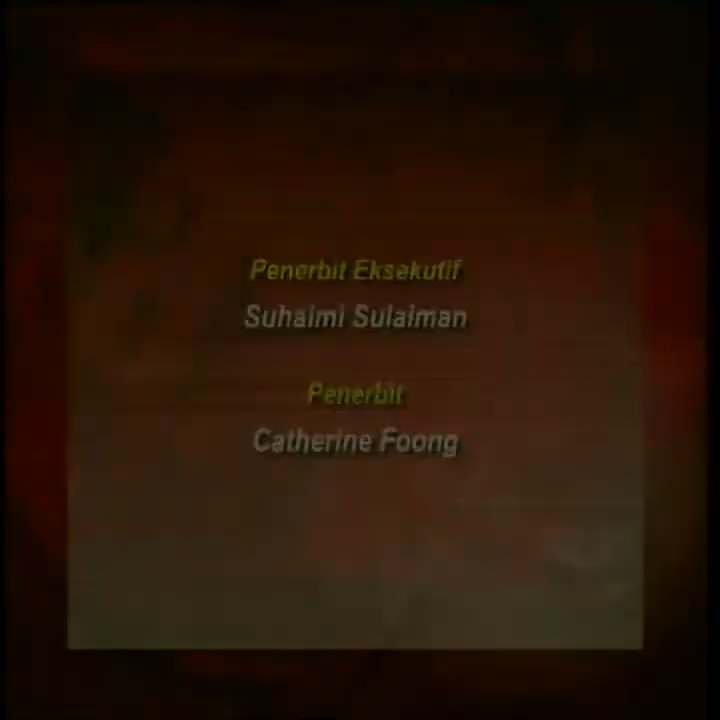 Penerbit Eksekutif
Suhaimi Sulaiman
Penerbit
Catherine Foong